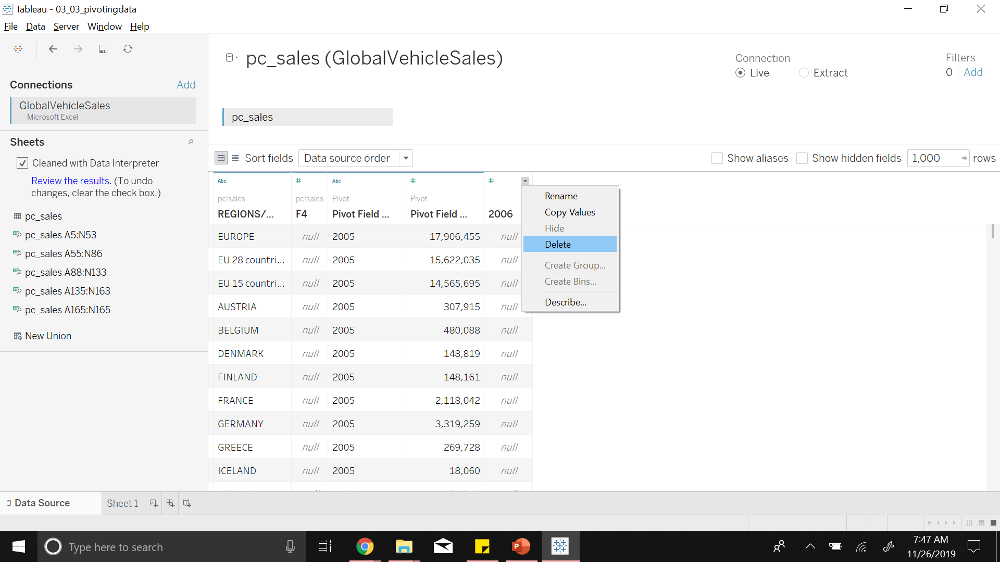 Tableau - 03_03_pivotingdata
File Data Server Window Help
pc_sales (GlobalVehicleSales)
Connection
Live Extract
Filters
0 Add
Connections Add
GlobalVehicleSales
Microsoft Excel
pc_sales
Sheets
Cleaned with Data Interpreter
Review the results. (To undo
changes, clear the check box.)
pc_sales
pc_sales A5:N53
pc_sales A55:N86
pc_sales A88:N133
pc_sales A135:N163
pc_sales A165:N165
New Union
Sort fields Data source order Show aliases Show hidden fields 1,000 rows
Abc # Abc # #
pc!sales pc!sales Pivot Pivot
REGIONS/... F4 Pivot Field ... Pivot Field ... 2006
EUROPE null 2005 17,906,455 null
EU 28 countri... null 2005 15,622,035 null
EU 15 countri... null 2005 14,565,695 null
AUSTRIA null 2005 307,915 null
BELGIUM null 2005 480,088 null
DENMARK null 2005 148,819 null
FINLAND null 2005 148,161 null
FRANCE null 2005 2,118,042 null
GERMANY null 2005 3,319,259 null
GREECE null 2005 269,728 null
ICELAND null 2005 18,060 null
Rename
Copy Values
Hide
Delete
Create Group...
Create Bins...
Describe...
Data Source Sheet 1
Type here to search
P
7:47 AM
11/26/2019